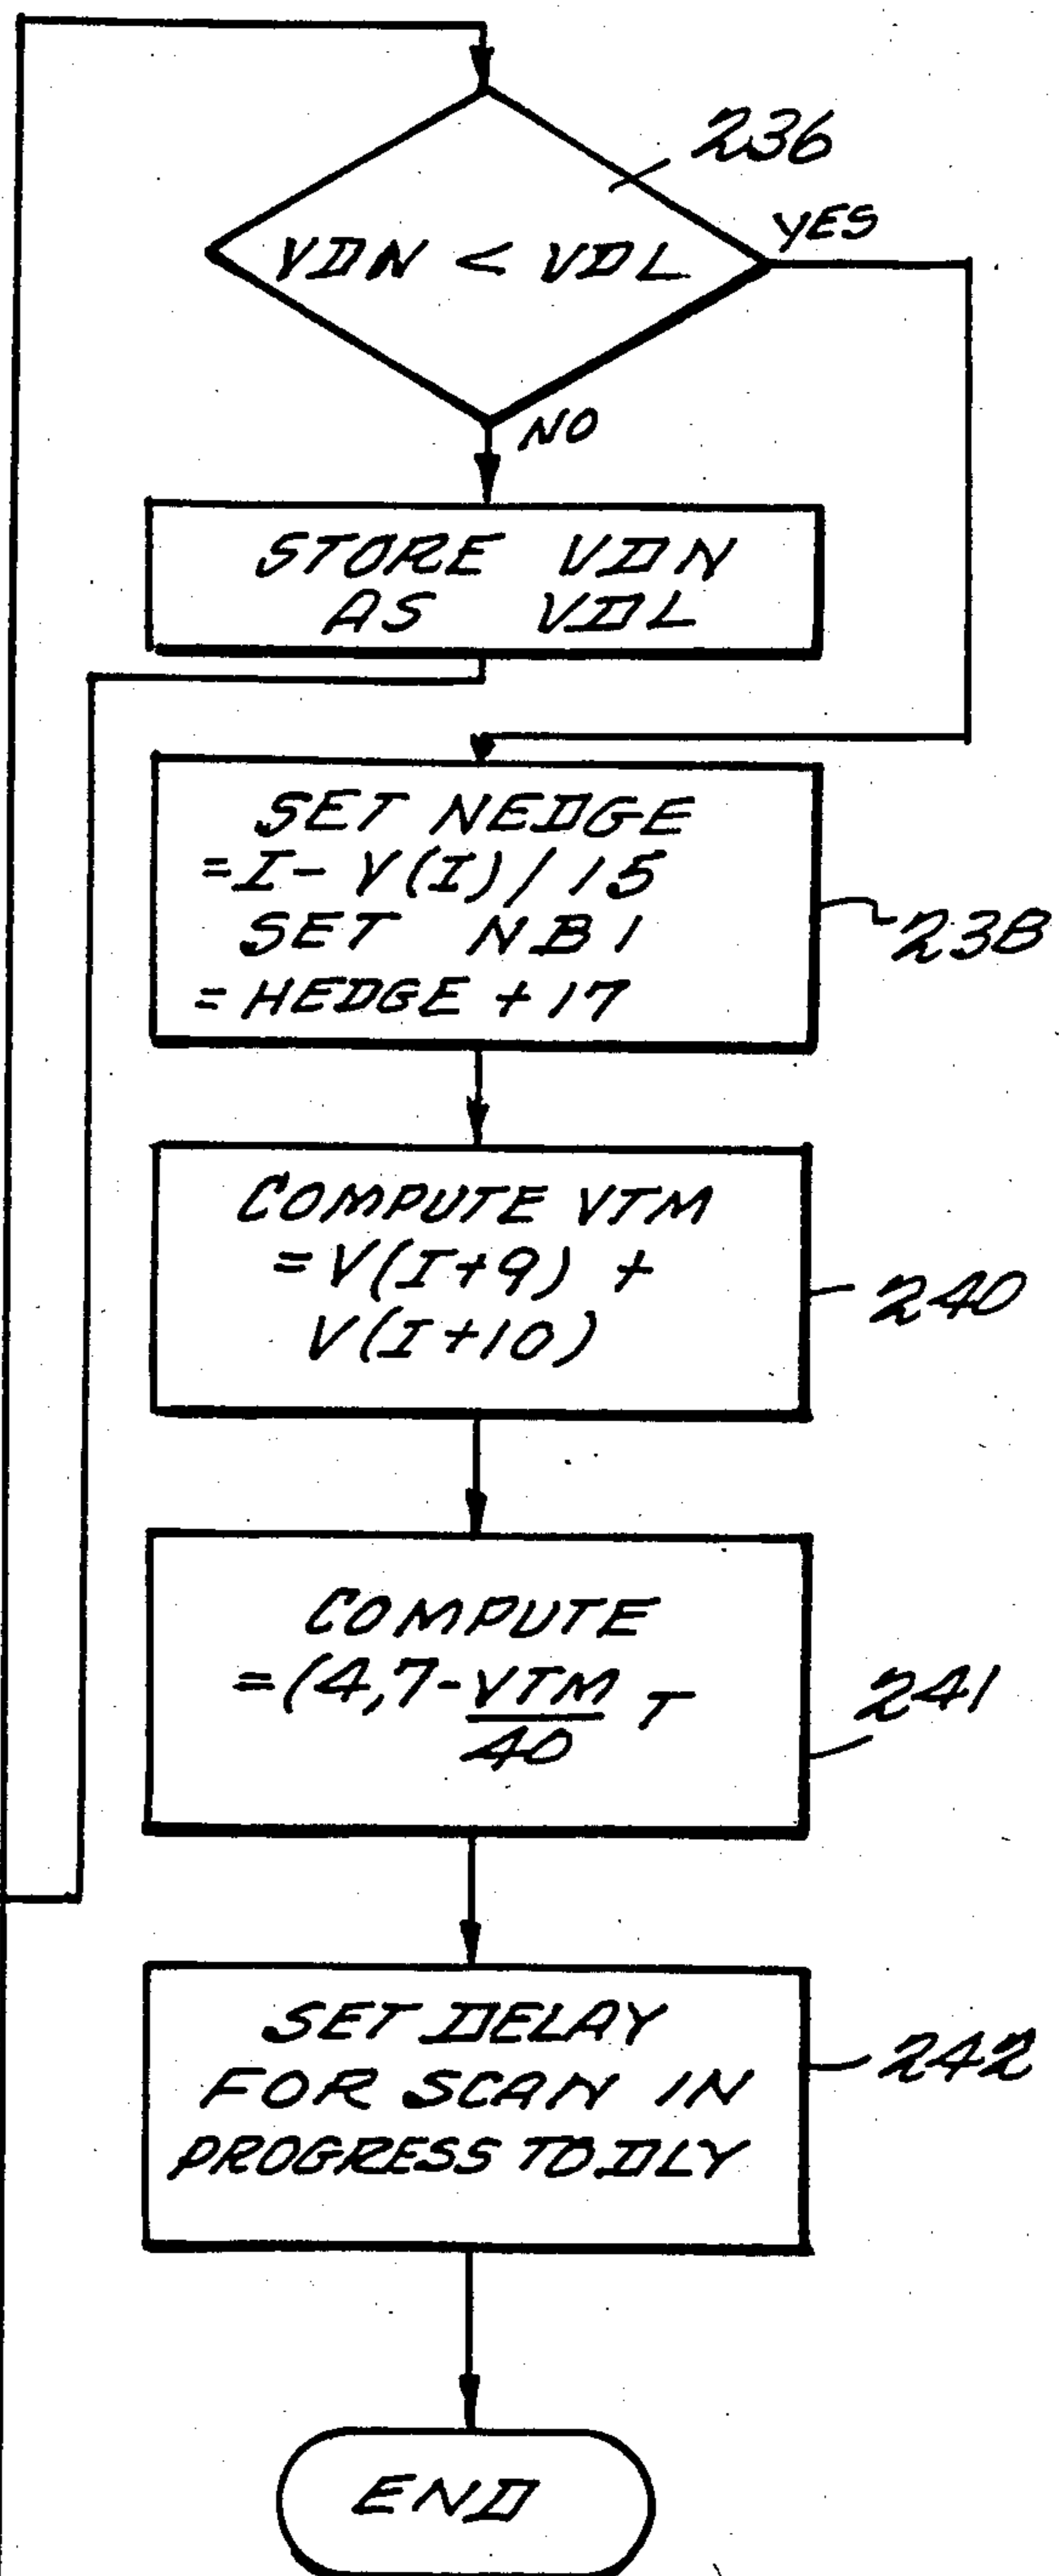 236
VDN < VDL
YES
NO
STORE VDN
AS VDL
SET NEDGE
=I-V(I)/15
SET NB1
=HEDGE+17
238
COMPUTE VTM
=V(I+9) +
V(I+10)
240
COMPUTE
=(4,7-VTM/40 T
241
SET DELAY
FOR SCAN IN
PROGRESS TO DLY
242
END